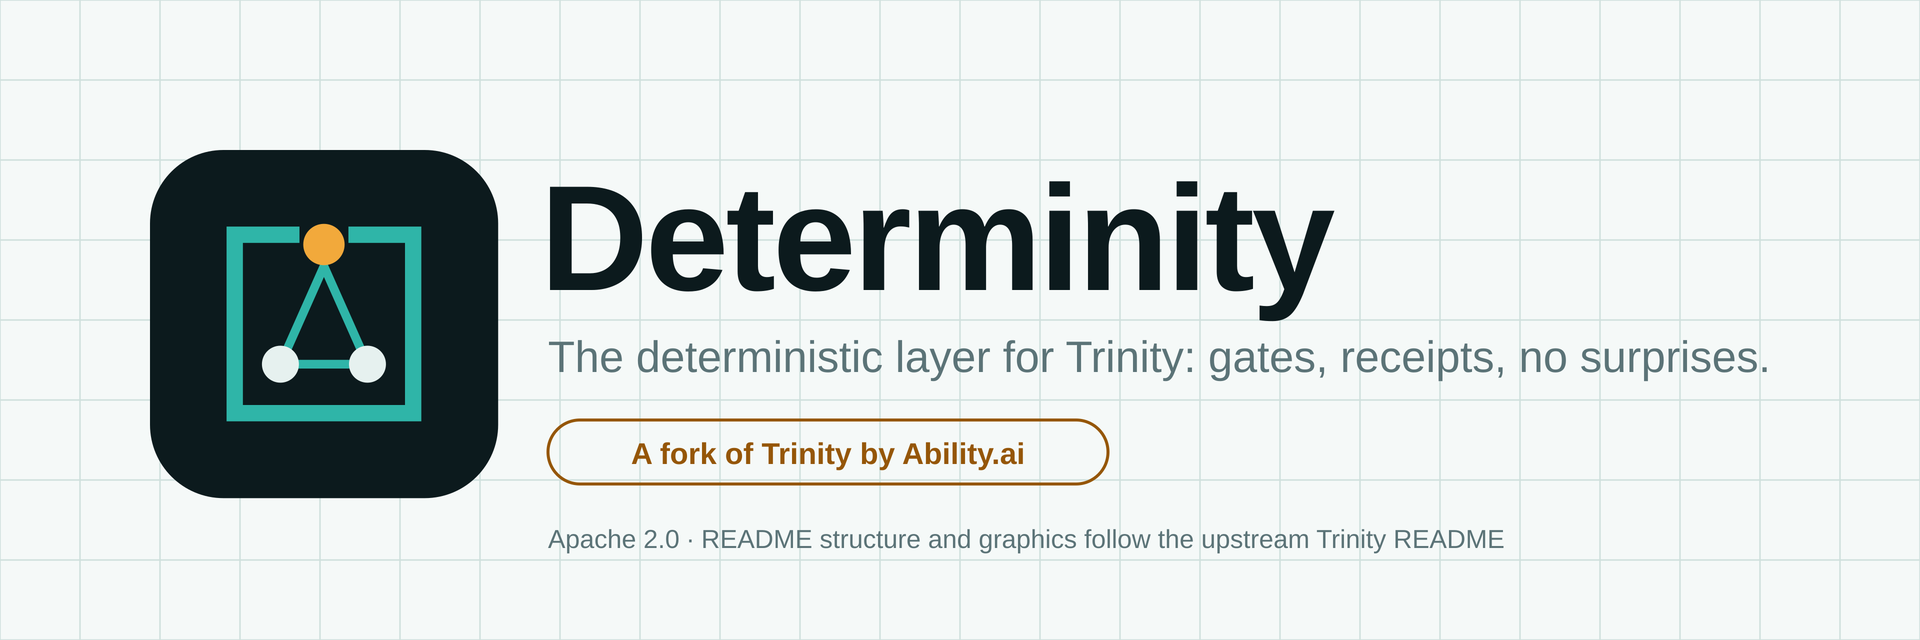 Determinity
The deterministic layer for Trinity: gates, receipts, no surprises.
A fork of Trinity by Ability.ai
Apache 2.0 · README structure and graphics follow the upstream Trinity README